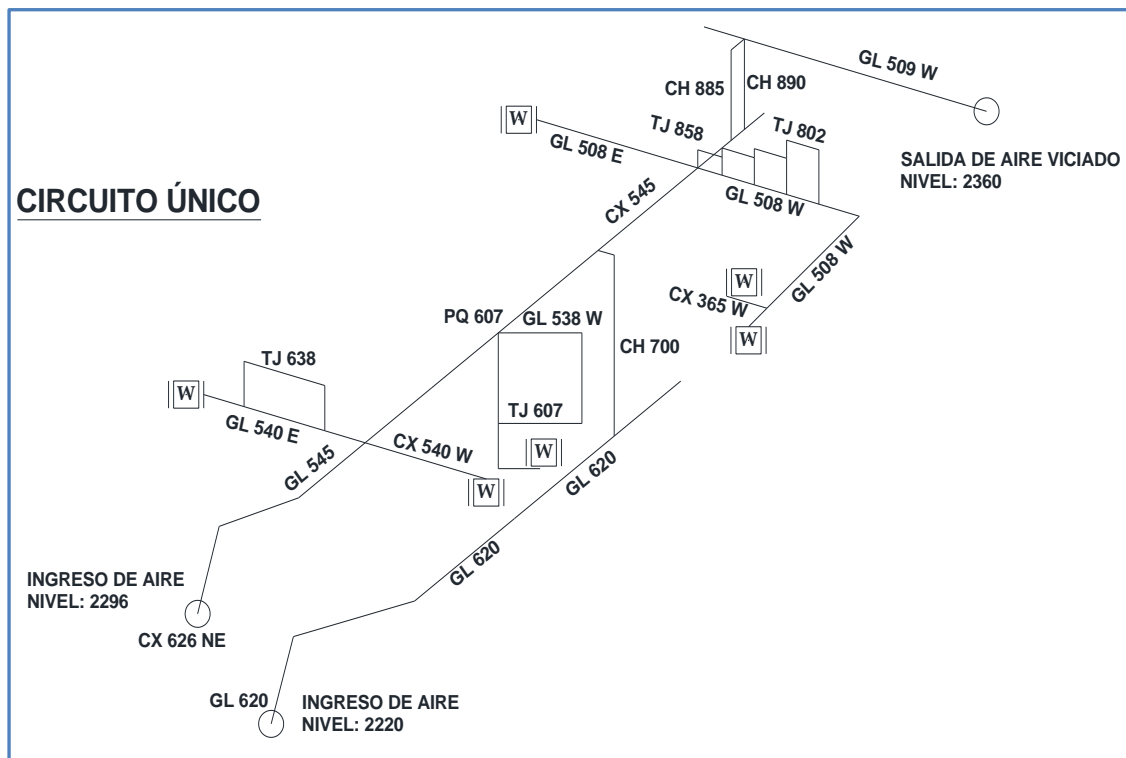 GL 509 W
CH 885
CH 890
TJ 858
TJ 802
W
GL 508 E
SALIDA DE AIRE VICIADO
NIVEL: 2360
CIRCUITO ÚNICO
CX 545
GL 508 W
GL 508 W
W
CX 365 W
W
PQ 607
GL 538 W
CH 700
TJ 638
W
TJ 607
GL 540 E
CX 540 W
W
W
GL 545
GL 620
GL 620
INGRESO DE AIRE
NIVEL: 2296
CX 626 NE
GL 620
INGRESO DE AIRE
NIVEL: 2220